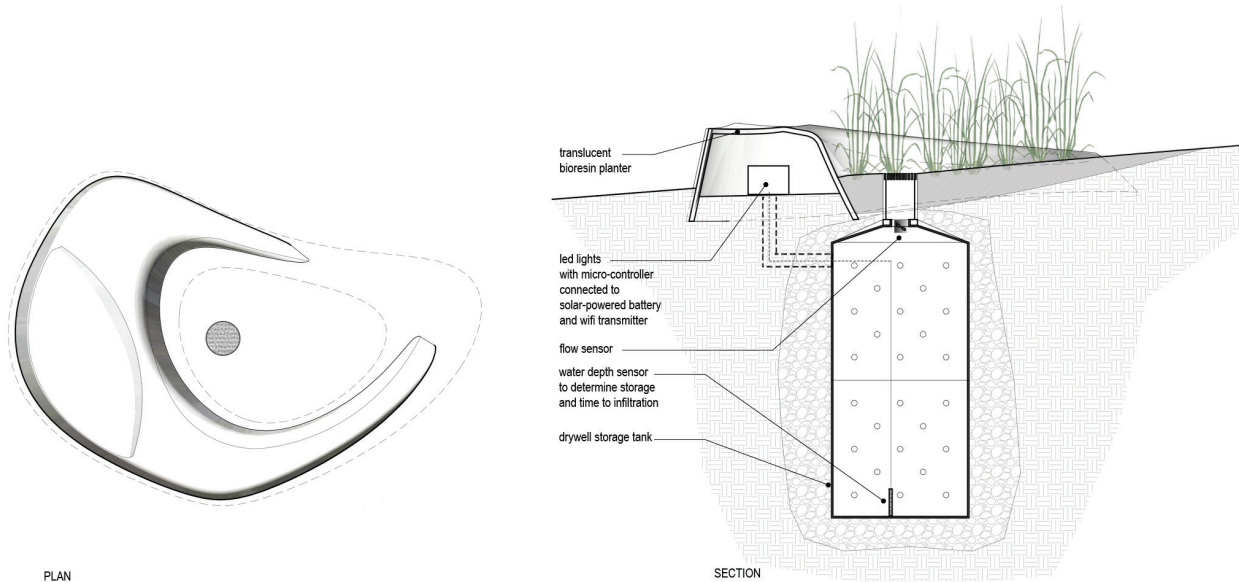 translucent
bioresin planter
led lights
with micro-controller
connected to
solar-powered battery
and wifi transmitter
flow sensor
water depth sensor
to determine storage
and time to infiltration
drywell storage tank
PLAN
SECTION